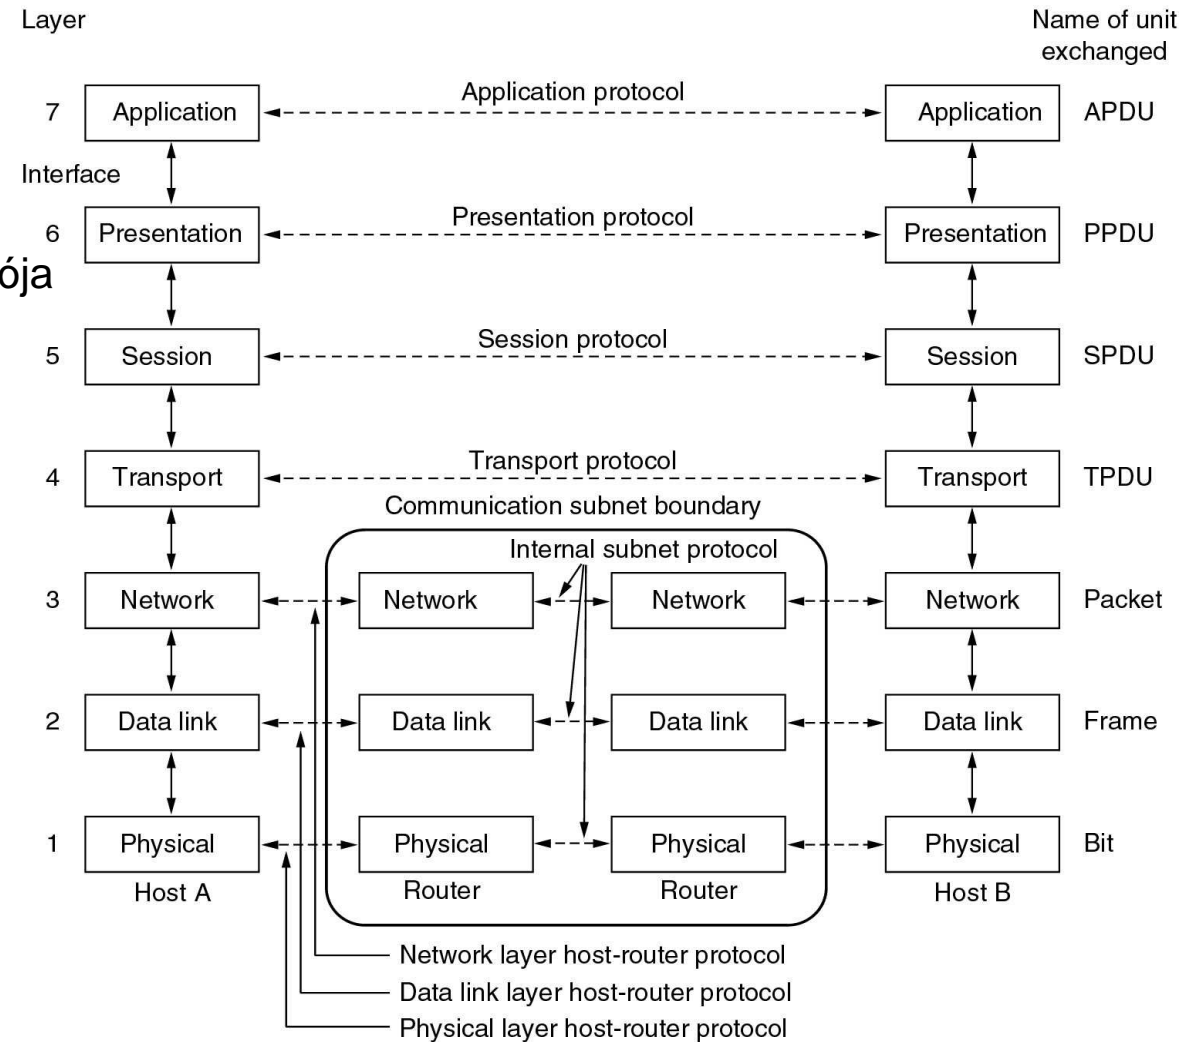 Layer
Name of unit
exchanged
Application protocol
7
Application
Application
APDU
Interface
Presentation protocol
6
Presentation
Presentation
PPDU
ója
Session protocol
5
Session
Session
SPDU
Transport protocol
4
Transport
Transport
TPDU
Communication subnet boundary
Internal subnet protocol
3
Network
Network
Network
Network
Packet
2
Data link
Data link
Data link
Data link
Frame
1
Physical
Physical
Physical
Physical
Bit
Host A
Router
Router
Host B
Network layer host-router protocol
Data link layer host-router protocol
Physical layer host-router protocol